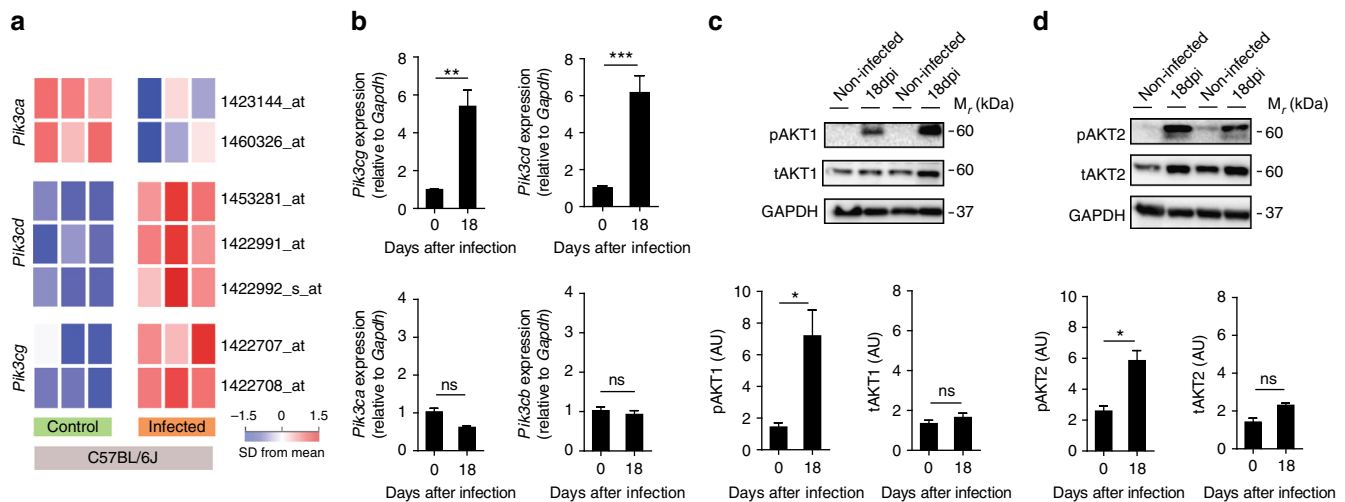 a
Pik3ca
1423144_at
1460326_at
Pik3cd
1453281_at
1422991_at
1422992_s_at
Pik3cg
1422707_at
1422708_at
Control
Infected
C57BL/6J
−1.5 0 1.5
SD from mean
b
Pik3cg expression
(relative to Gapdh)
8
6
4
2
0
**
0 18
Days after infection
Pik3cd expression
(relative to Gapdh)
8
6
4
2
0
***
0 18
Days after infection
Pik3ca expression
(relative to Gapdh)
4
3
2
1
0
ns
0 18
Days after infection
Pik3cb expression
(relative to Gapdh)
4
3
2
1
0
ns
0 18
Days after infection
c
Non-infected
18dpi
Non-infected
18dpi
Mr (kDa)
pAKT1
- 60
tAKT1
- 60
GAPDH
- 37
pAKT1 (AU)
10
8
6
4
2
0
*
0 18
Days after infection
tAKT1 (AU)
8
6
4
2
0
ns
0 18
Days after infection
d
Non-infected
18dpi
Non-infected
18dpi
Mr (kDa)
pAKT2
- 60
tAKT2
- 60
GAPDH
- 37
pAKT2 (AU)
10
8
6
4
2
0
*
0 18
Days after infection
tAKT2 (AU)
8
6
4
2
0
ns
0 18
Days after infection